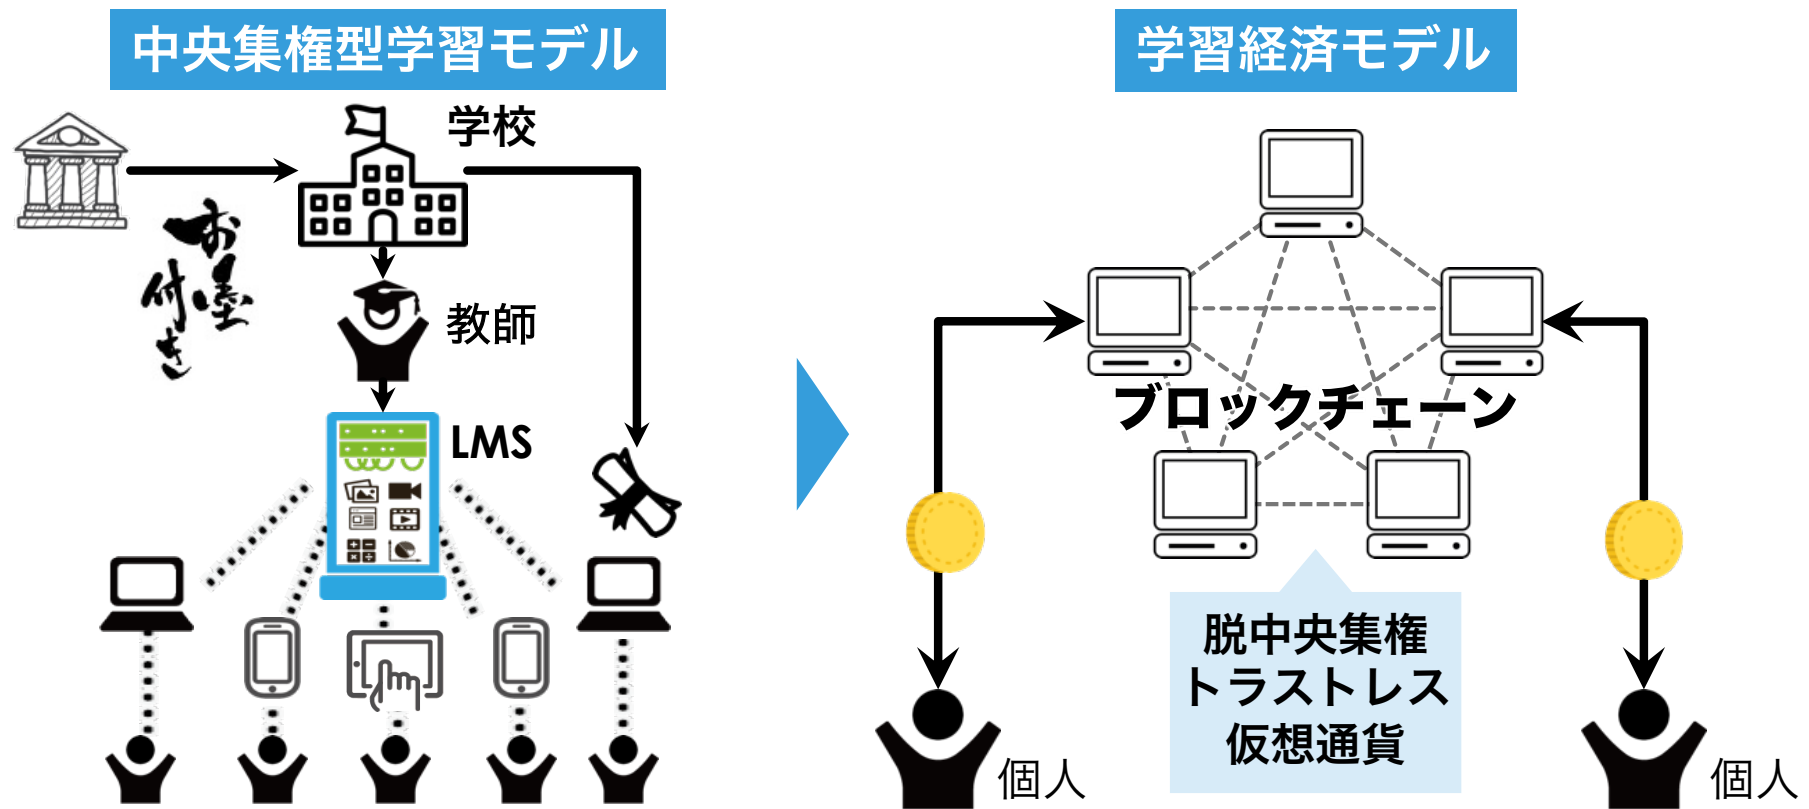 中央集権型学習モデル
学校
お墨
付き
教師
LMS
学習経済モデル
ブロックチェーン
脱中央集権
トラストレス
仮想通貨
個人
個人